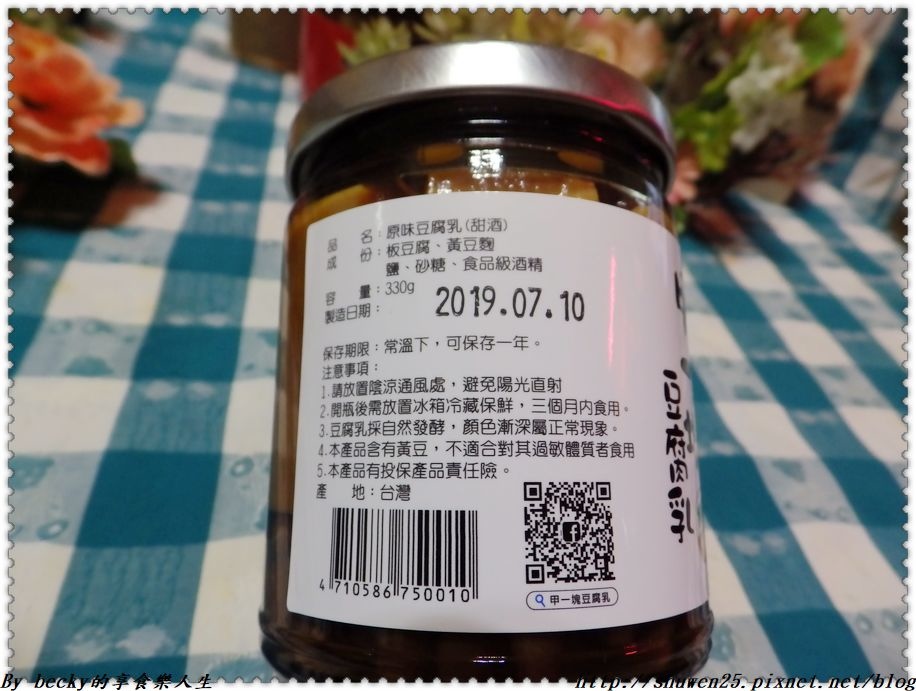 品　　名：原味豆腐乳(甜酒)
成　　份：板豆腐、黃豆麴
鹽、砂糖、食品級酒精
容　　量：330g
製造日期：2019.07.10
保存期限：常溫下，可保存一年。
注意事項：
1.請放置陰涼通風處，避免陽光直射
2.開瓶後需放置冰箱冷藏保鮮，三個月内食用。
3.豆腐乳採自然發酵，顏色漸深屬正常現象。
4.本產品含有黃豆，不適合對其過敏體質者食用
5.本產品有投保產品責任險。
產　　地：台灣
4 710586 750010
甲一塊豆腐乳
豆腐乳
By becky的享食樂人生
http://shuwen25.pixnet.net/blog